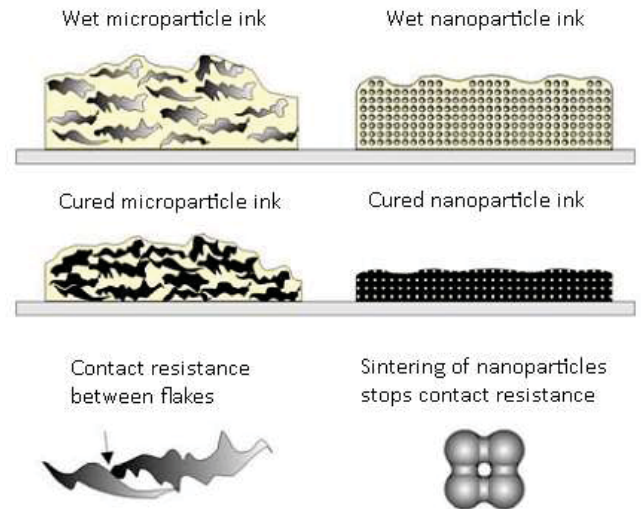 Wet microparticle ink
Wet nanoparticle ink
Cured microparticle ink
Cured nanoparticle ink
Contact resistance
between flakes
Sintering of nanoparticles
stops contact resistance